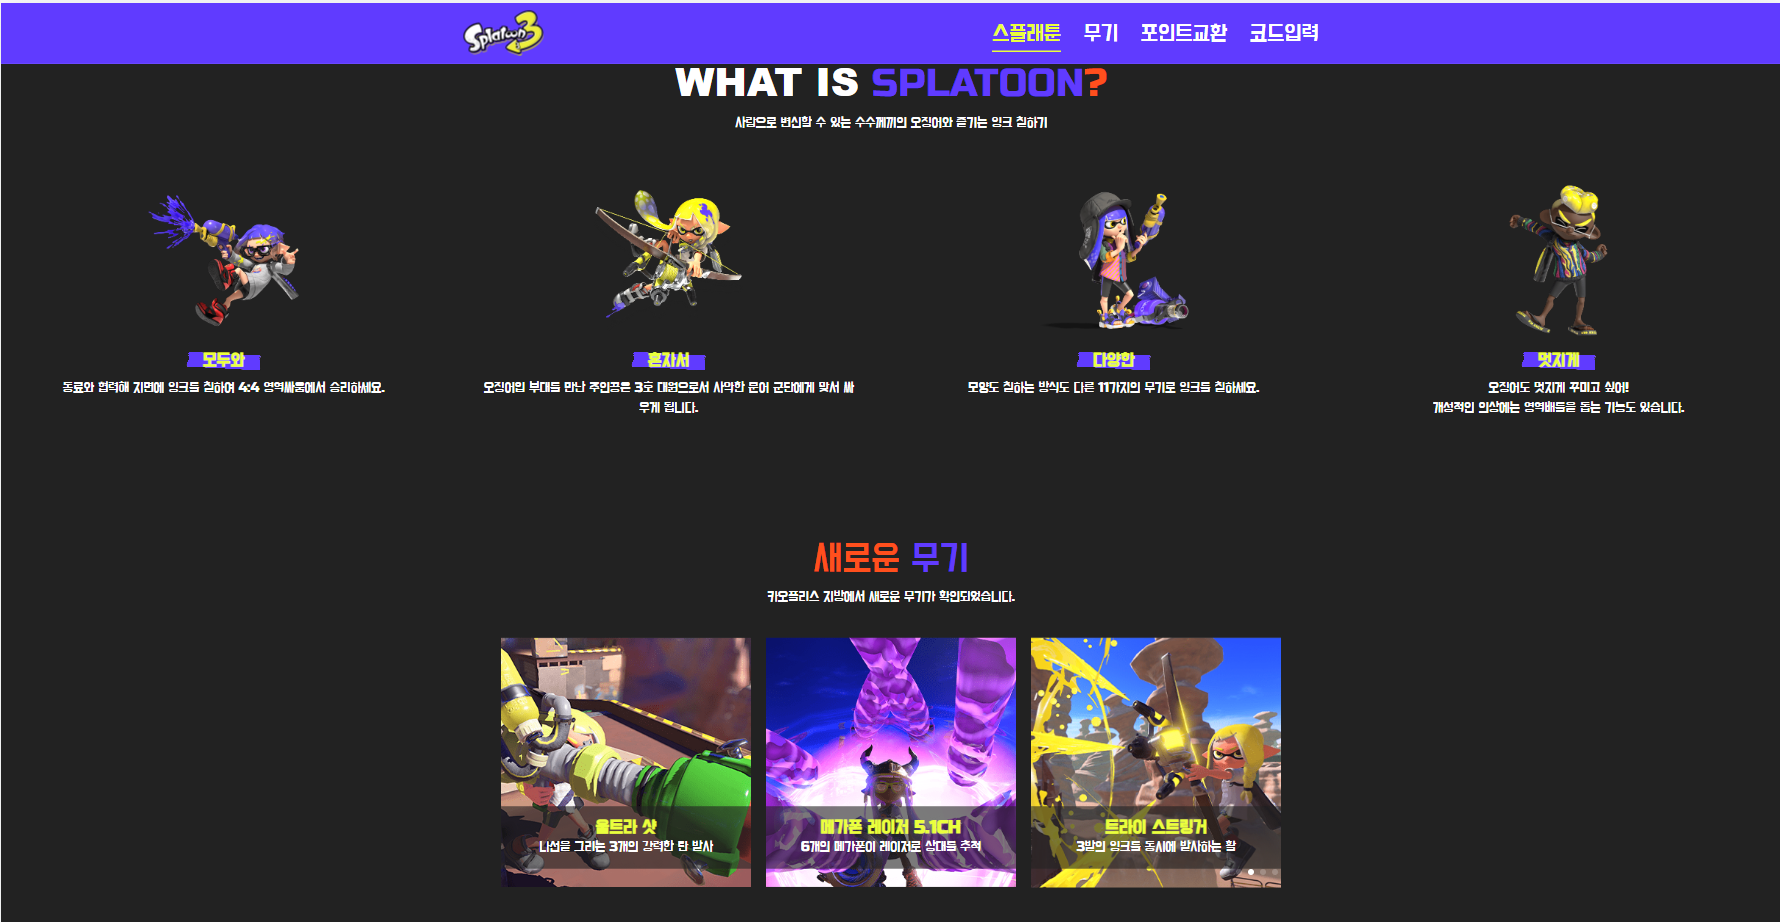 Splatoon 3
스플래툰 무기 포인트교환 코드입력
WHAT IS SPLATOON?
사람으로 변신할 수 있는 수수께끼의 오징어와 즐기는 잉크 칠하기
모두와
동료와 협력해 지면에 잉크를 칠하여 4:4 영역싸움에서 승리하세요.
혼자서
오징어인 부대를 만난 주인공은 3호 대원으로서 사악한 문어 군단에게 맞서 싸
우게 됩니다.
다양한
모양도 칠하는 방식도 다른 11가지의 무기로 잉크를 칠하세요.
멋지게
오징어도 멋지게 꾸미고 싶어!
개성적인 의상에는 영역배틀을 돕는 기능도 있습니다.
새로운 무기
카오폴리스 지방에서 새로운 무기가 확인되었습니다.
울트라 샷
나선을 그리는 3개의 강력한 탄 발사
메가폰 레이저 5.1CH
6개의 메가폰이 레이저로 상대를 추적
트라이 스트링거
3발의 잉크를 동시에 발사하는 활